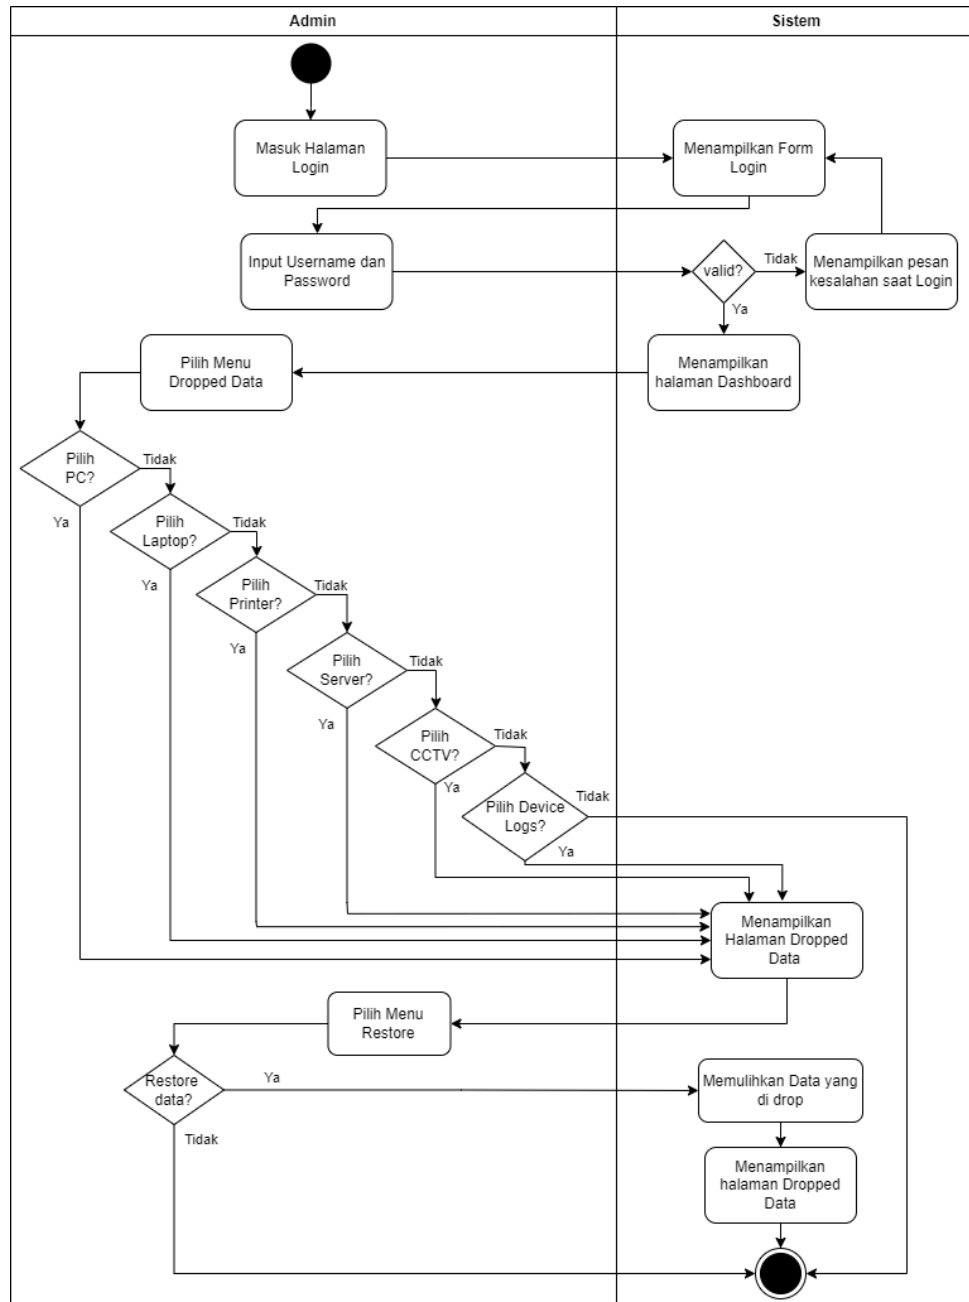 Admin
Sistem
Masuk Halaman
Login
Menampilkan Form
Login
Input Username dan
Password
valid?
Tidak
Menampilkan pesan
kesalahan saat Login
Ya
Pilih Menu
Dropped Data
Menampilkan
halaman Dashboard
Pilih
PC?
Tidak
Ya
Pilih
Laptop?
Tidak
Ya
Pilih
Printer?
Tidak
Ya
Pilih
Server?
Tidak
Ya
Pilih
CCTV?
Tidak
Ya
Pilih Device
Logs?
Tidak
Ya
Menampilkan
Halaman Dropped
Data
Pilih Menu
Restore
Restore
data?
Ya
Tidak
Memulihkan Data yang
di drop
Menampilkan
halaman Dropped
Data